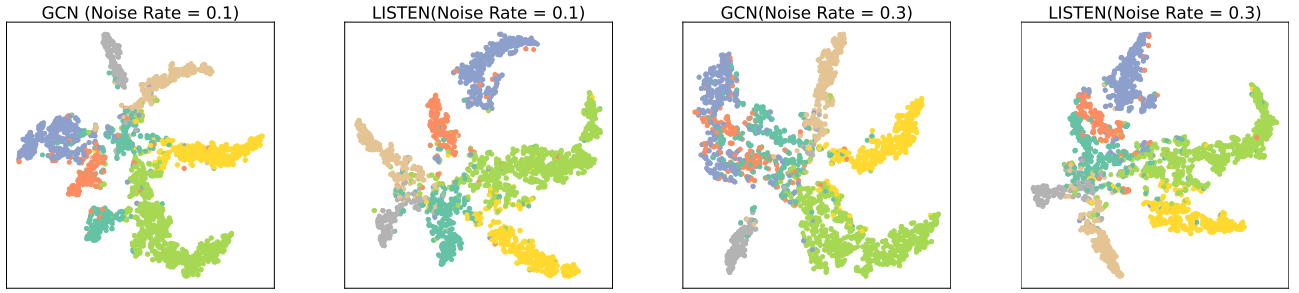 GCN (Noise Rate = 0.1)
LISTEN(Noise Rate = 0.1)
GCN(Noise Rate = 0.3)
LISTEN(Noise Rate = 0.3)